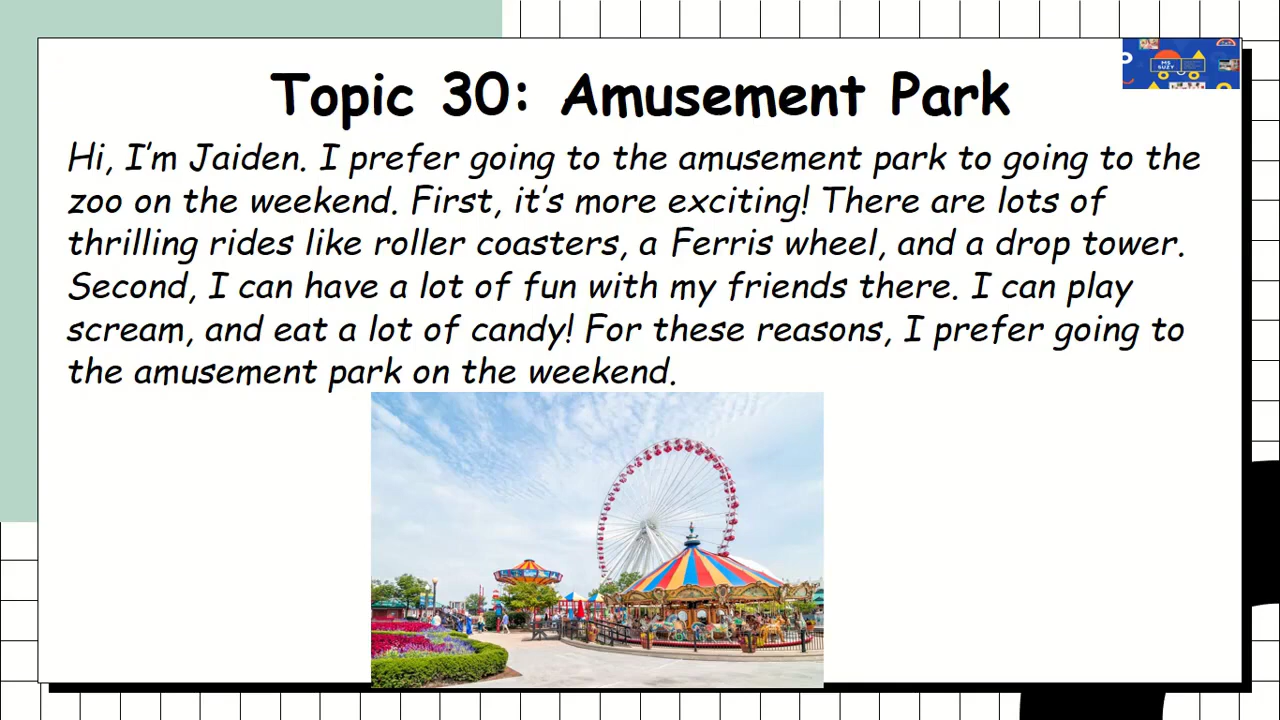 Topic 30: Amusement Park
MS
SUZY
Hi, I'm Jaiden. I prefer going to the amusement park to going to the
zoo on the weekend. First, it's more exciting! There are lots of
thrilling rides like roller coasters, a Ferris wheel, and a drop tower.
Second, I can have a lot of fun with my friends there. I can play
scream, and eat a lot of candy! For these reasons, I prefer going to
the amusement park on the weekend.